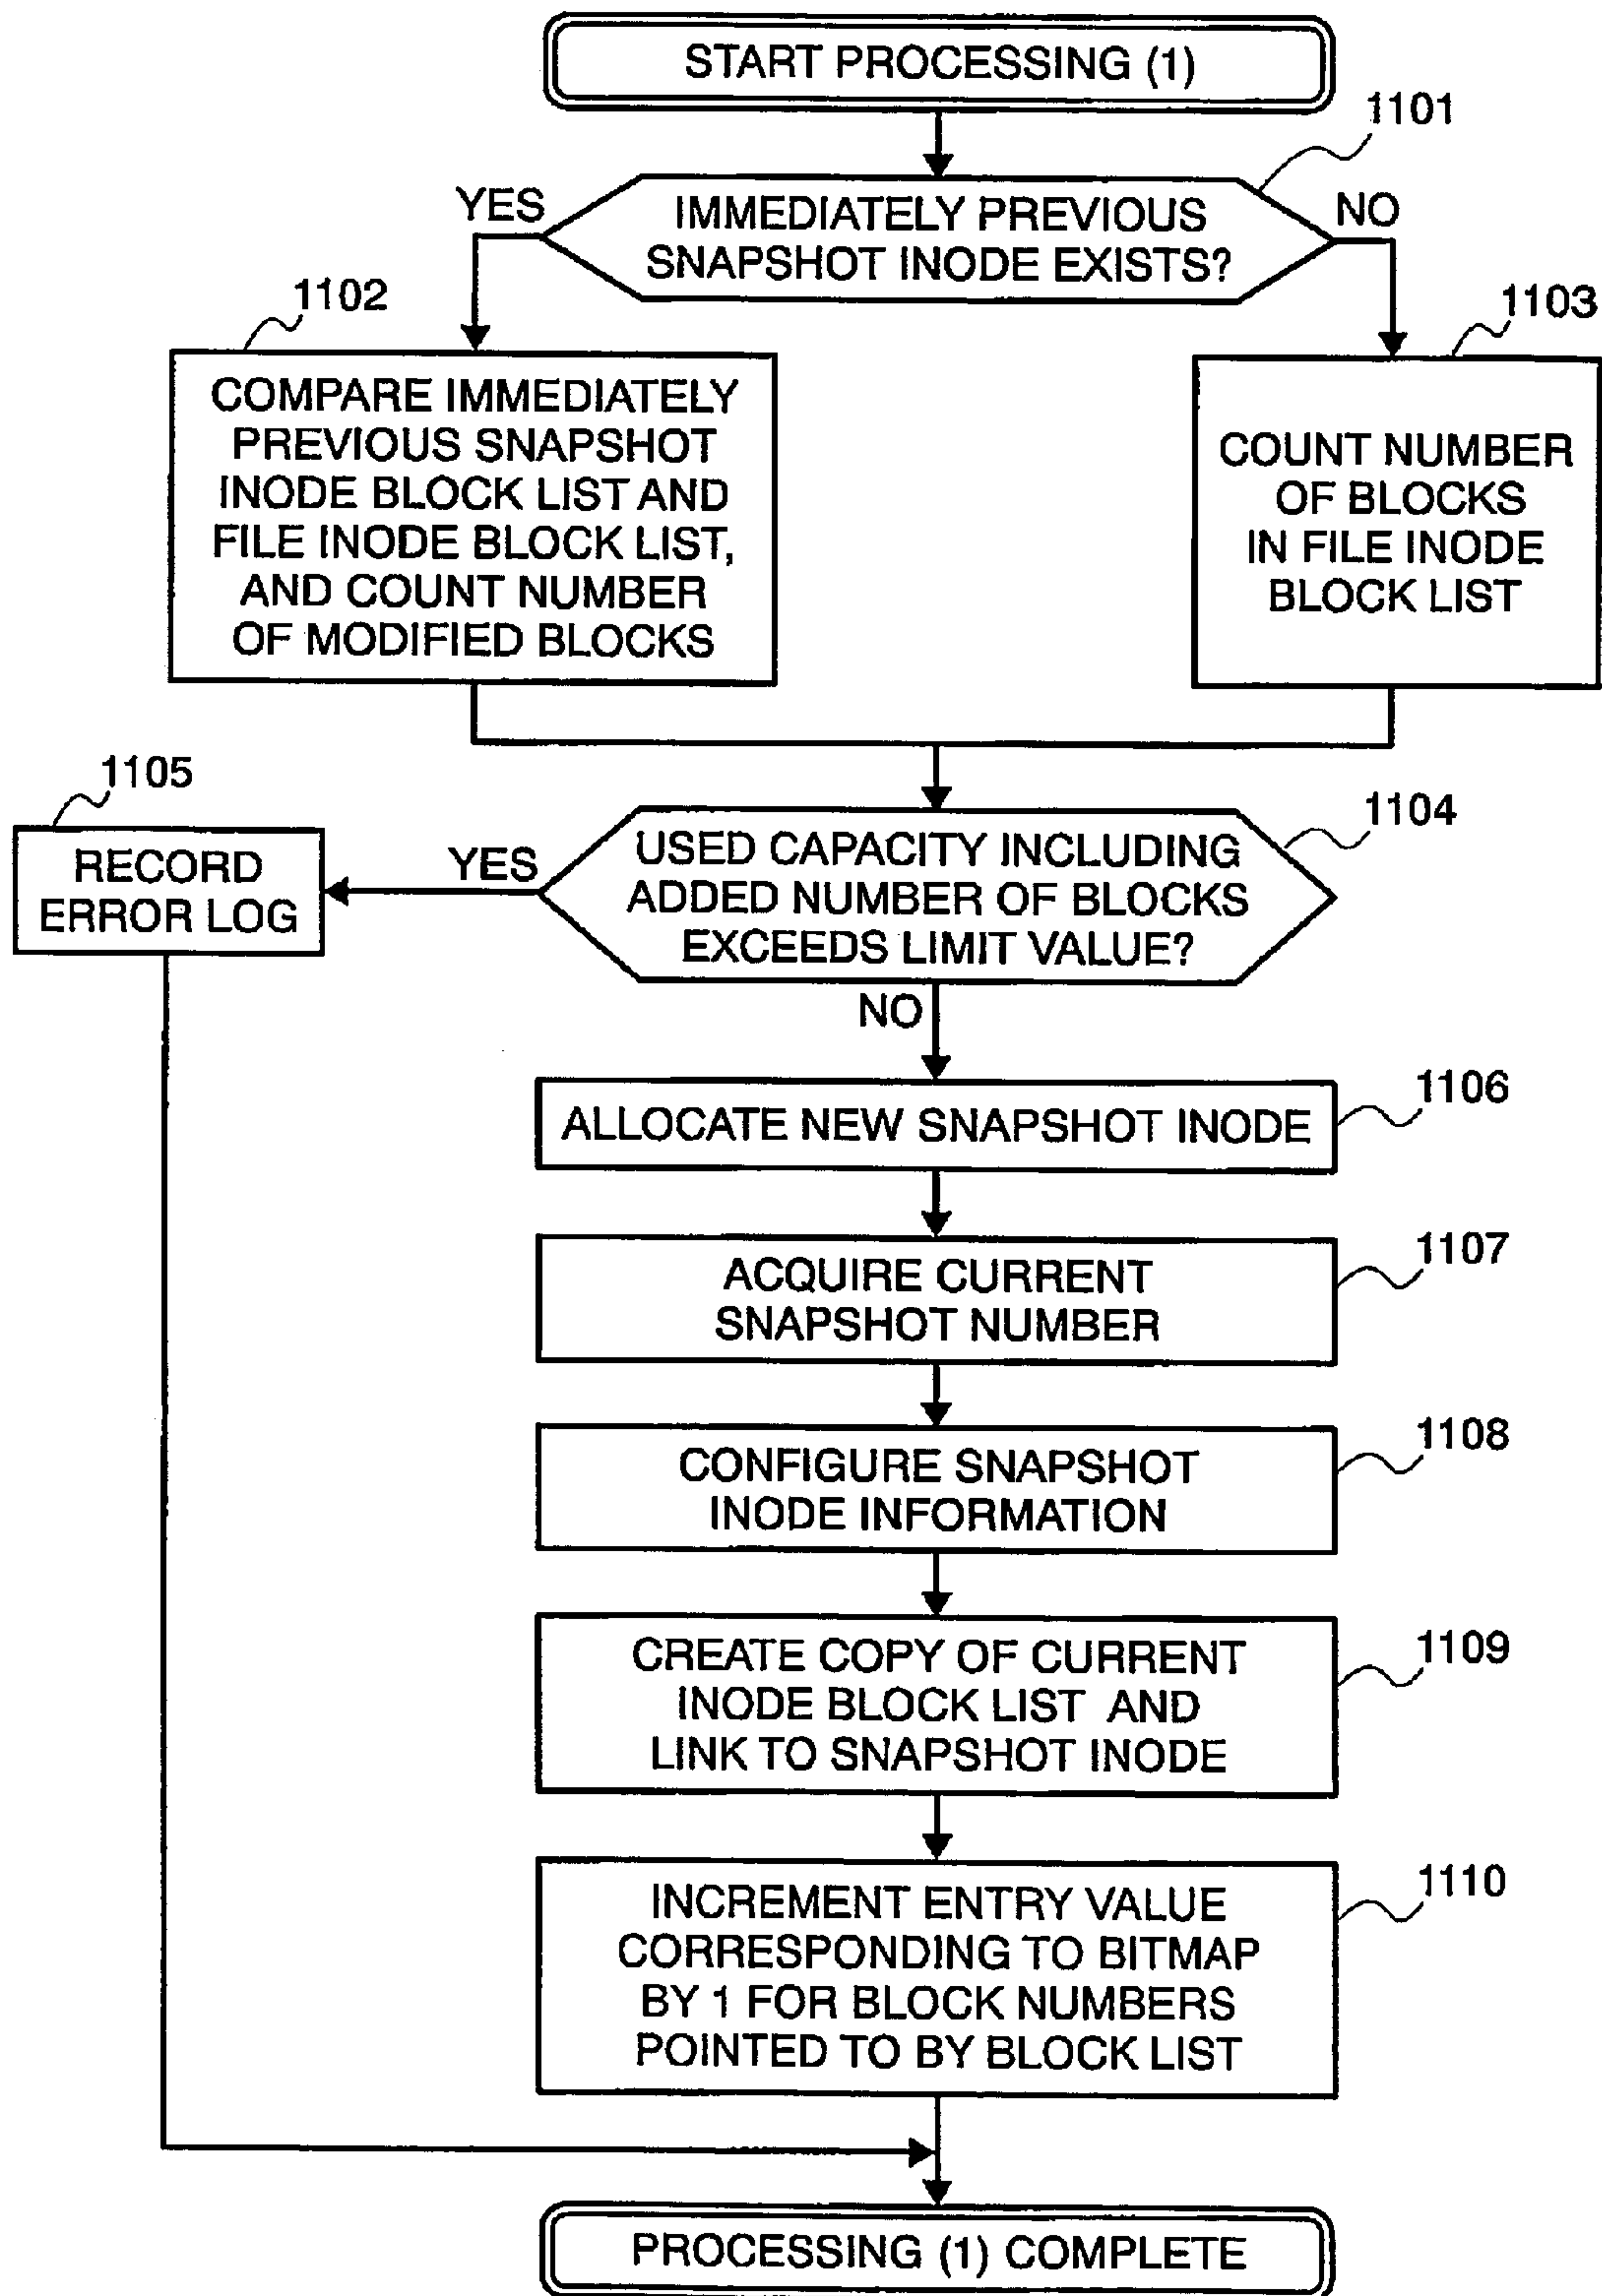 START PROCESSING (1)
1101
YES
IMMEDIATELY PREVIOUS
SNAPSHOT INODE EXISTS?
NO
1102
COMPARE IMMEDIATELY
PREVIOUS SNAPSHOT
INODE BLOCK LIST AND
FILE INODE BLOCK LIST,
AND COUNT NUMBER
OF MODIFIED BLOCKS
1103
COUNT NUMBER
OF BLOCKS
IN FILE INODE
BLOCK LIST
1104
USED CAPACITY INCLUDING
ADDED NUMBER OF BLOCKS
EXCEEDS LIMIT VALUE?
YES
1105
RECORD
ERROR LOG
NO
1106
ALLOCATE NEW SNAPSHOT INODE
1107
ACQUIRE CURRENT
SNAPSHOT NUMBER
1108
CONFIGURE SNAPSHOT
INODE INFORMATION
1109
CREATE COPY OF CURRENT
INODE BLOCK LIST AND
LINK TO SNAPSHOT INODE
1110
INCREMENT ENTRY VALUE
CORRESPONDING TO BITMAP
BY 1 FOR BLOCK NUMBERS
POINTED TO BY BLOCK LIST
PROCESSING (1) COMPLETE